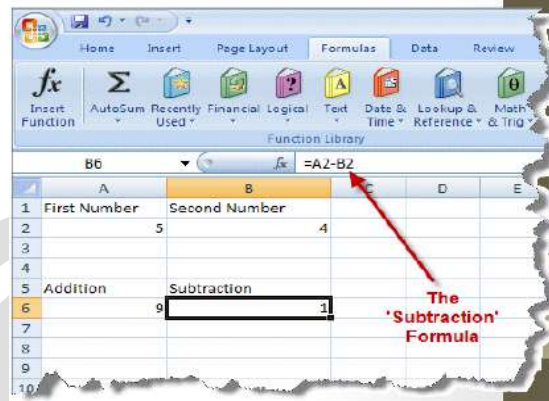 Home Insert Page Layout Formulas Data Review
fx Σ ? A θ
Insert Function AutoSum Recently Used Financial Logical Text Date & Time Lookup & Reference Math & Trig
Function Library
B6 fx =A2-B2
A B C D E
1 First Number Second Number
2 5 4
3
4
5 Addition Subtraction
6 9 1
7
8
9
10
The
'Subtraction'
Formula